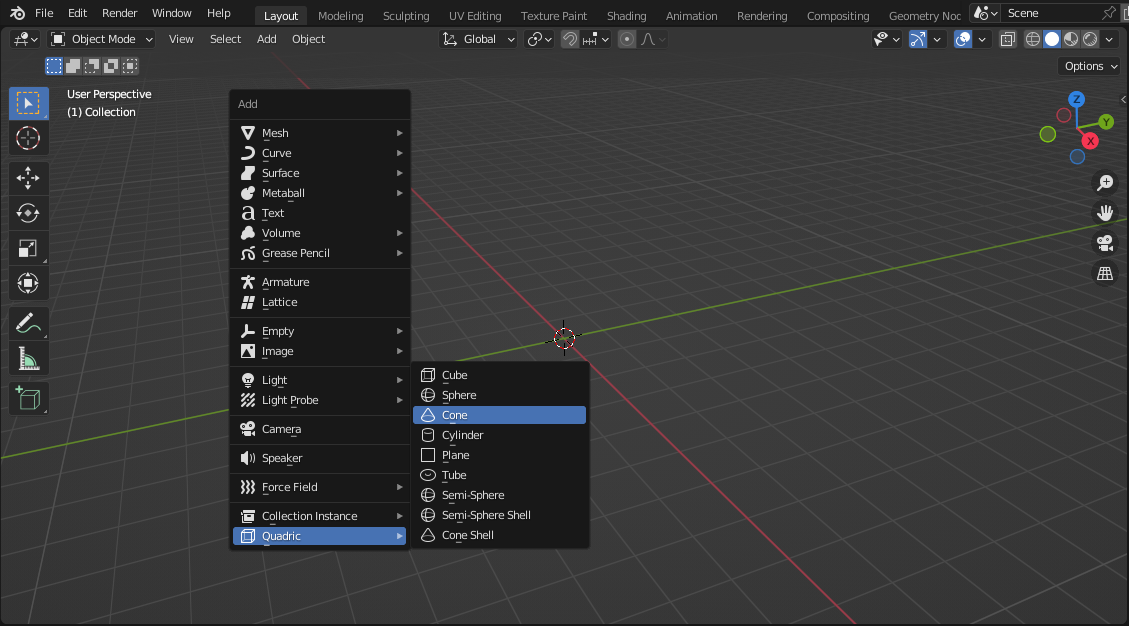 File Edit Render Window Help Layout Modeling Sculpting UV Editing Texture Paint Shading Animation Rendering Compositing Geometry Noc Scene
Object Mode View Select Add Object Global
Options
User Perspective
(1) Collection
Z
Y
X
Add
Mesh
Curve
Surface
Metaball
Text
Volume
Grease Pencil
Armature
Lattice
Empty
Image
Light
Light Probe
Camera
Speaker
Force Field
Collection Instance
Quadric
Cube
Sphere
Cone
Cylinder
Plane
Tube
Semi-Sphere
Semi-Sphere Shell
Cone Shell